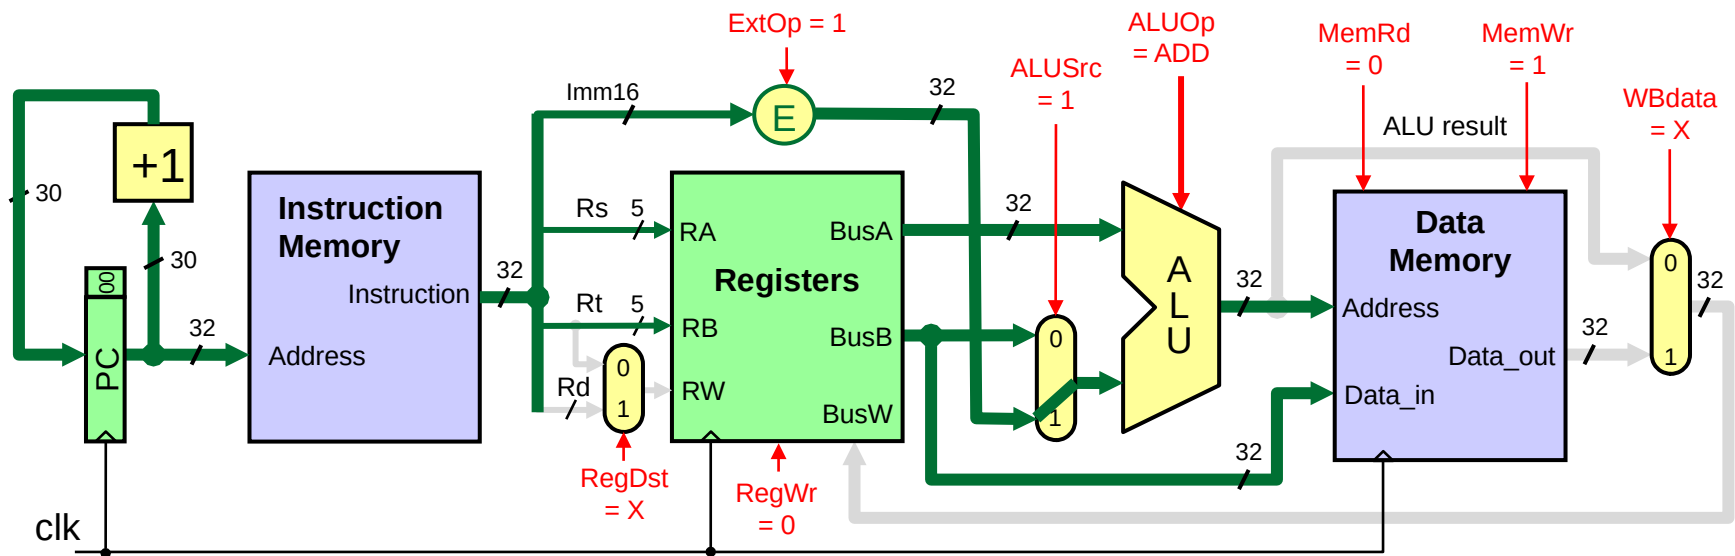 ExtOp = 1
ALUOp
= ADD
MemRd
= 0
MemWr
= 1
ALUSrc
= 1
WBdata
= X
Imm16
32
ALU result
E
+1
30
30
00
PC
32
Instruction
Memory
Instruction
Address
32
Rs
5
Rt
5
Rd
0
1
RegDst
= X
RA
RB
RW
BusA
BusB
BusW
Registers
RegWr
= 0
32
0
1
A
L
U
32
32
Data
Memory
Address
Data_out
Data_in
32
0
1
32
clk